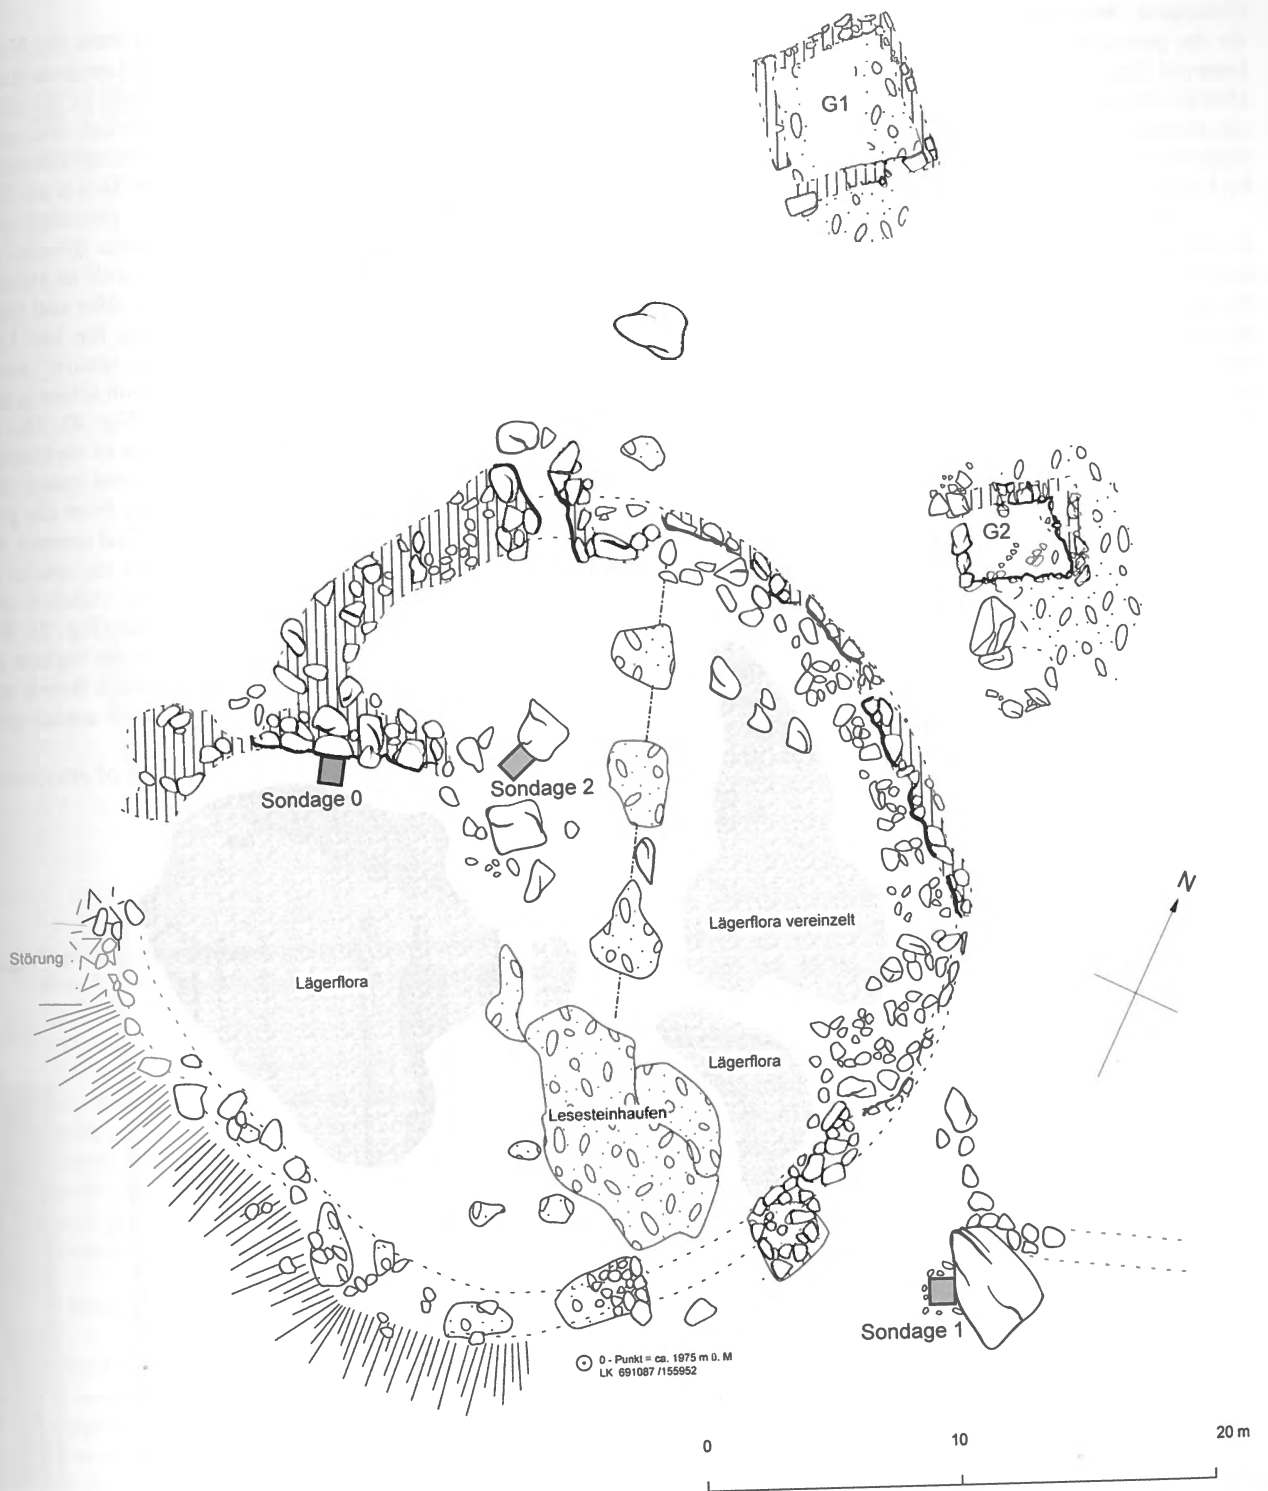 G1
G2
Sondage 0
Sondage 2
Lägerflora vereinzelt
N
Störung
Lägerflora
Lägerflora
Lesesteinhaufen
Sondage 1
0 - Punkt = ca. 1975 m ü. M
LK 691087 /155952
0
10
20 m